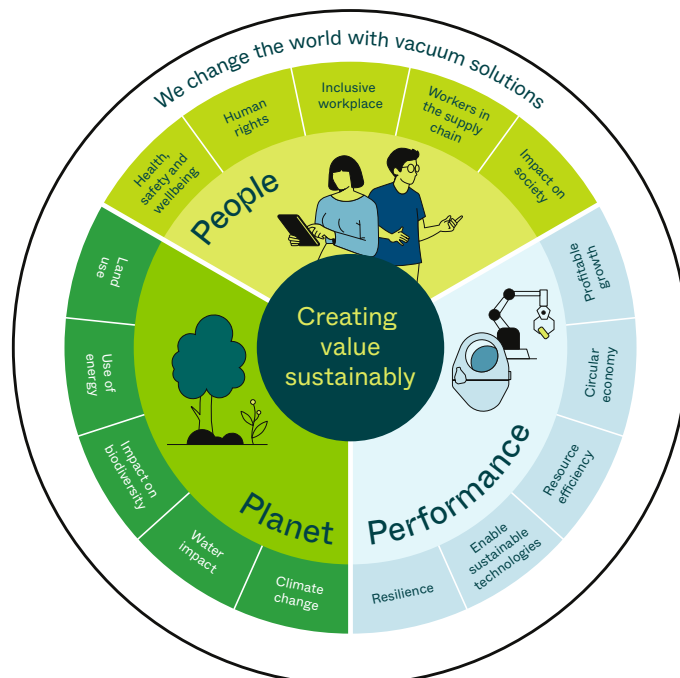 We change the world with vacuum solutions
Health,
safety and
wellbeing
Human
rights
Inclusive
workplace
Workers in
the supply
chain
Impact on
society
People
Land
use
Use of
energy
Impact on
biodiversity
Water
impact
Climate
change
Planet
Creating
value
sustainably
Profitable
growth
Circular
economy
Resource
efficiency
Enable
sustainable
technologies
Resilience
Performance